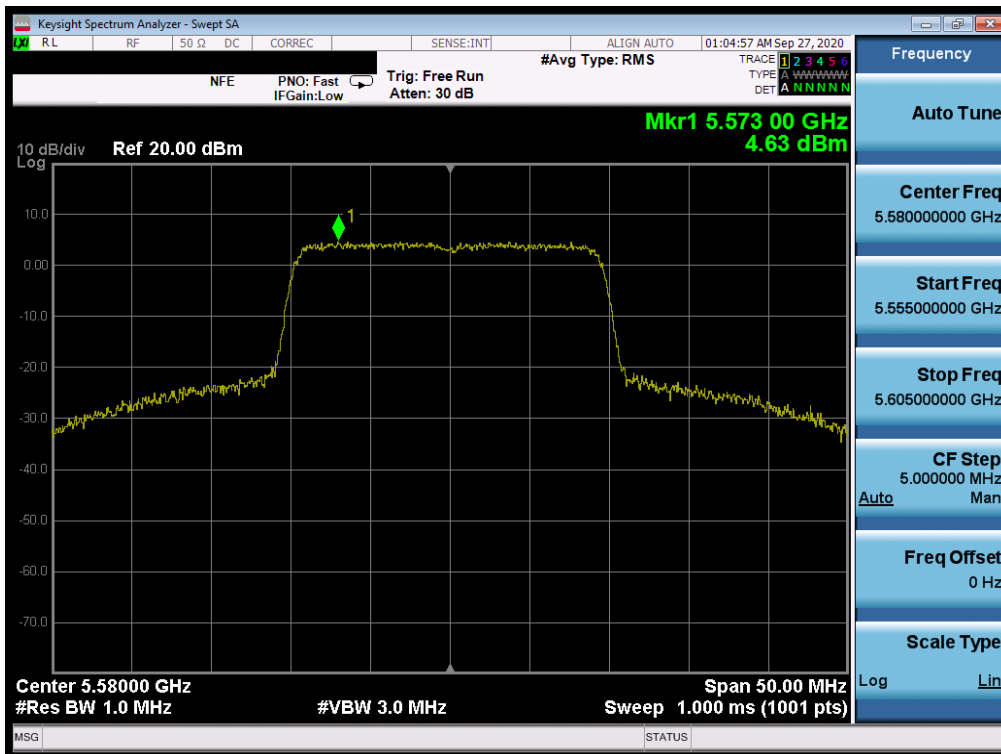 Keysight Spectrum Analyzer - Swept SA
LXI RL RF 50 Ω DC CORREC SENSE:INT ALIGN AUTO 01:04:57 AM Sep 27, 2020
NFE PNO: Fast Trig: Free Run #Avg Type: RMS TRACE 1 2 3 4 5 6
IFGain:Low Atten: 30 dB TYPE A WWWWW
DET A N N N N N
Mkr1 5.573 00 GHz
4.63 dBm
10 dB/div Ref 20.00 dBm
Log
1
10.0
0.00
-10.0
-20.0
-30.0
-40.0
-50.0
-60.0
-70.0
Center 5.58000 GHz Span 50.00 MHz
#Res BW 1.0 MHz #VBW 3.0 MHz Sweep 1.000 ms (1001 pts)
MSG STATUS
Frequency
Auto Tune
Center Freq
5.580000000 GHz
Start Freq
5.555000000 GHz
Stop Freq
5.605000000 GHz
CF Step
5.000000 MHz
Auto Man
Freq Offset
0 Hz
Scale Type
Log Lin